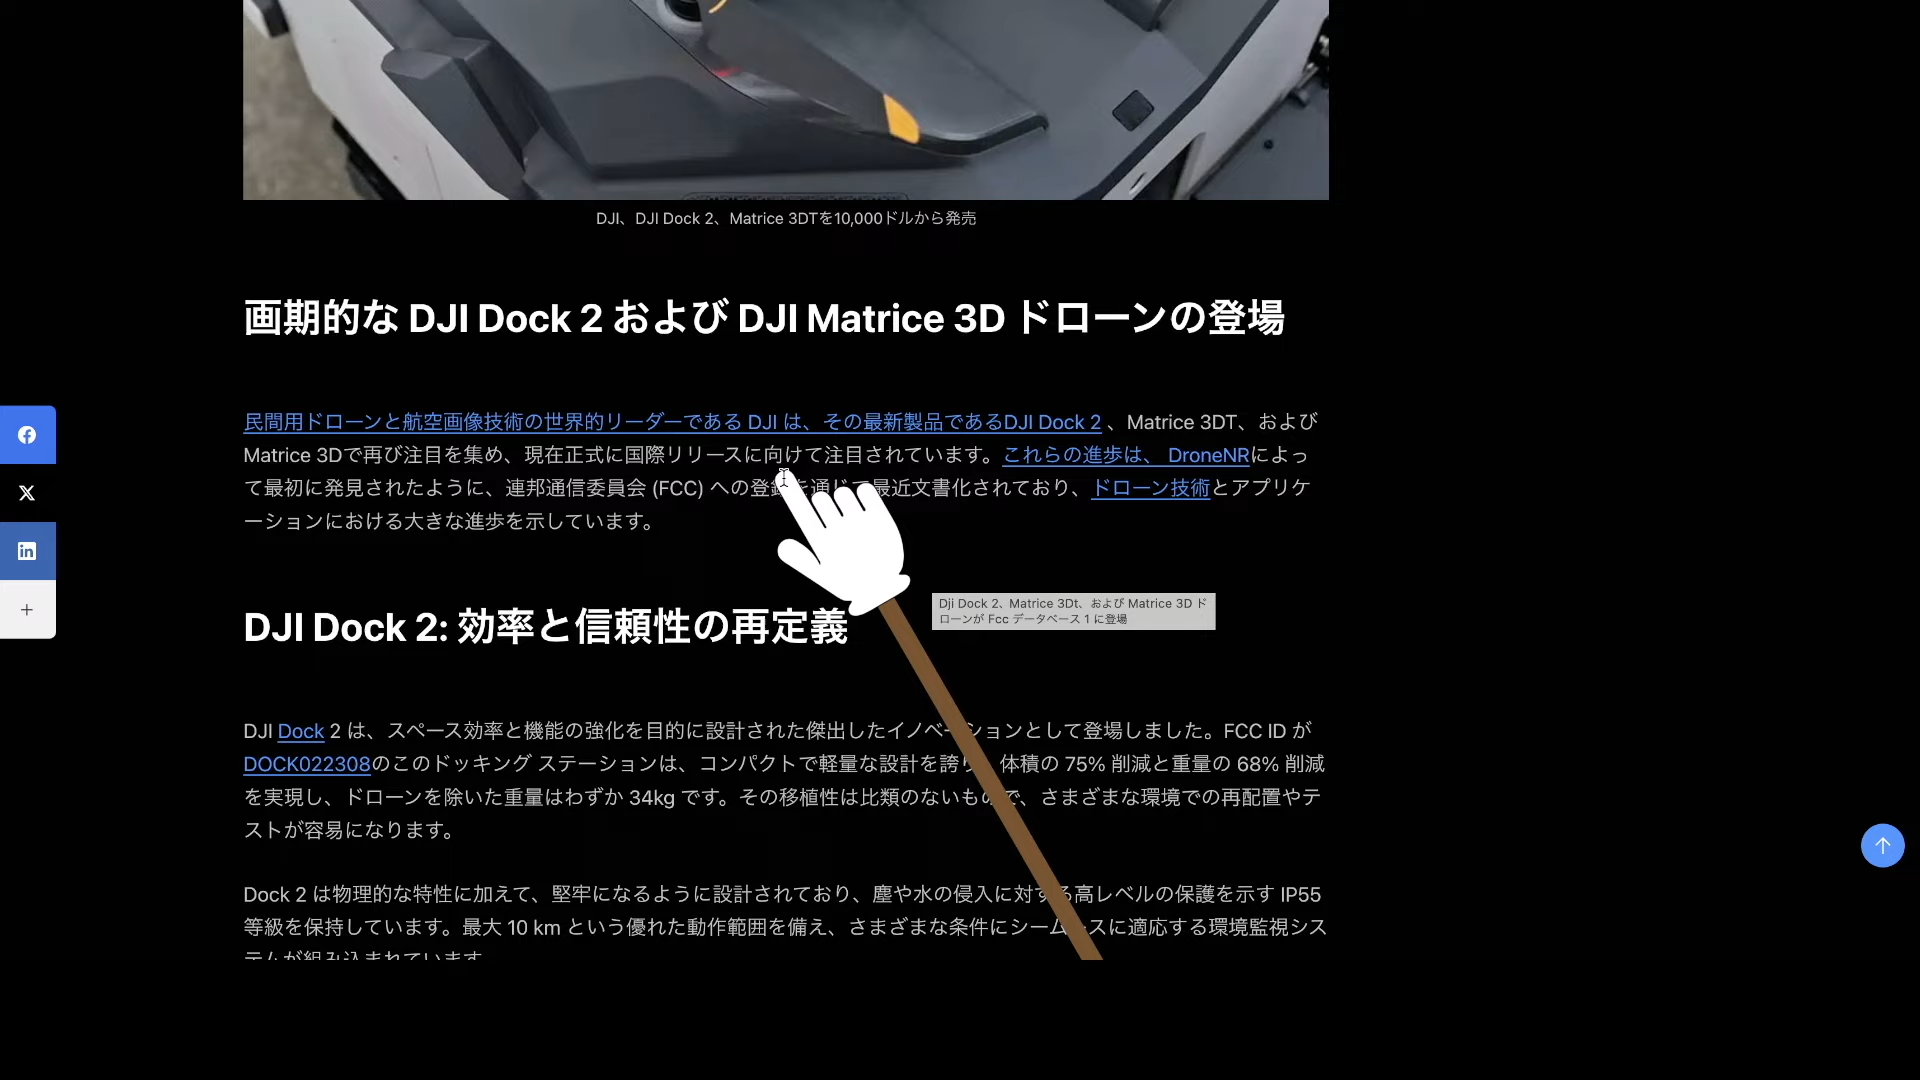 DJI、DJI Dock 2、Matrice 3DTを10,000ドルから発売
画期的な DJI Dock 2 および DJI Matrice 3D ドローンの登場
民間用ドローンと航空画像技術の世界的リーダーである DJI は、その最新製品であるDJI Dock 2 、Matrice 3DT、および
Matrice 3Dで再び注目を集め、現在正式に国際リリースに向けて注目されています。これらの進歩は、 DroneNRによっ
て最初に発見されたように、連邦通信委員会 (FCC) への登録を通じて最近文書化されており、ドローン技術とアプリケ
ーションにおける大きな進歩を示しています。
DJI Dock 2: 効率と信頼性の再定義
Dji Dock 2、Matrice 3Dt、および Matrice 3D ド
ローンが Fcc データベース 1 に登場
DJI Dock 2 は、スペース効率と機能の強化を目的に設計された傑出したイノベーションとして登場しました。FCC ID が
DOCK022308のこのドッキング ステーションは、コンパクトで軽量な設計を誇り、体積の 75% 削減と重量の 68% 削減
を実現し、ドローンを除いた重量はわずか 34kg です。その移植性は比類のないもので、さまざまな環境での再配置やテ
ストが容易になります。
Dock 2 は物理的な特性に加えて、堅牢になるように設計されており、塵や水の侵入に対する高レベルの保護を示す IP55
等級を保持しています。最大 10 km という優れた動作範囲を備え、さまざまな条件にシームレスに適応する環境監視シス
テムが組み込まれています